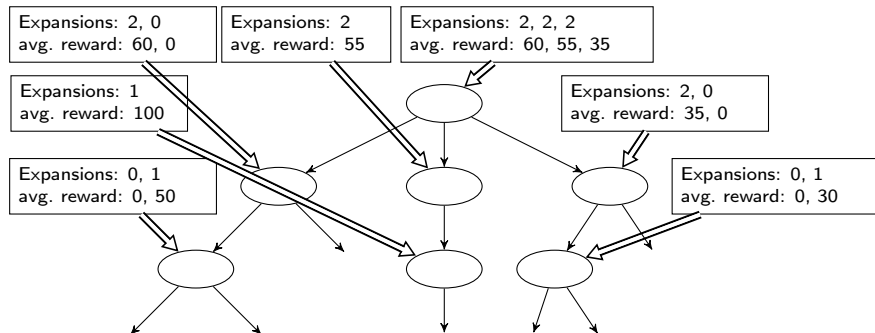 Expansions: 2, 0
avg. reward: 60, 0
Expansions: 2
avg. reward: 55
Expansions: 2, 2, 2
avg. reward: 60, 55, 35
Expansions: 1
avg. reward: 100
Expansions: 2, 0
avg. reward: 35, 0
Expansions: 0, 1
avg. reward: 0, 50
Expansions: 0, 1
avg. reward: 0, 30